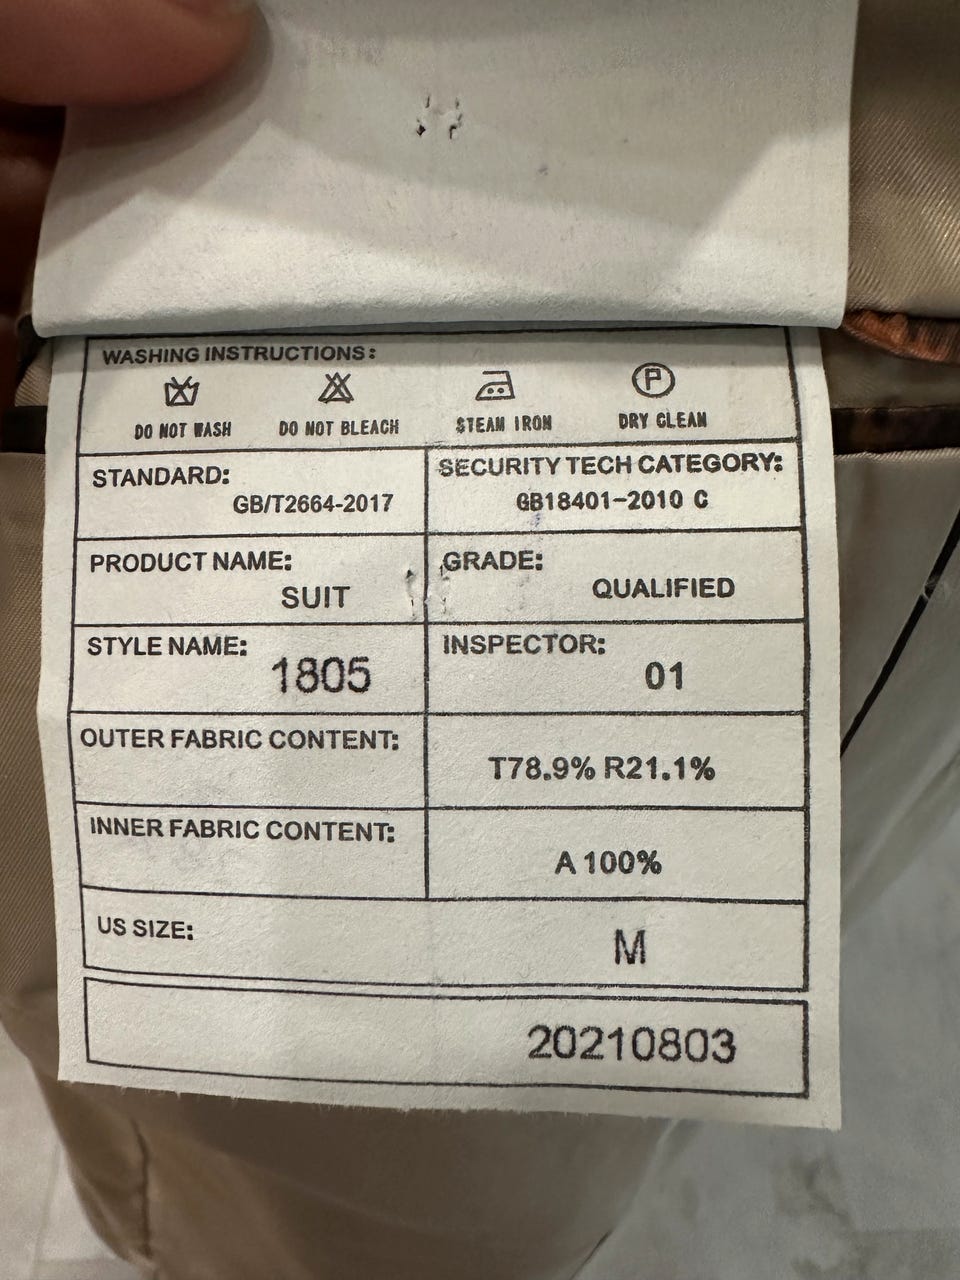 WASHING INSTRUCTIONS:
P
DO NOT WASH DO NOT BLEACH STEAM IRON DRY CLEAN
STANDARD:
GB/T2664-2017
SECURITY TECH CATEGORY:
GB18401-2010 C
PRODUCT NAME:
SUIT
GRADE:
QUALIFIED
STYLE NAME:
1805
INSPECTOR:
01
OUTER FABRIC CONTENT:
T78.9% R21.1%
INNER FABRIC CONTENT:
A 100%
US SIZE:
M
20210803